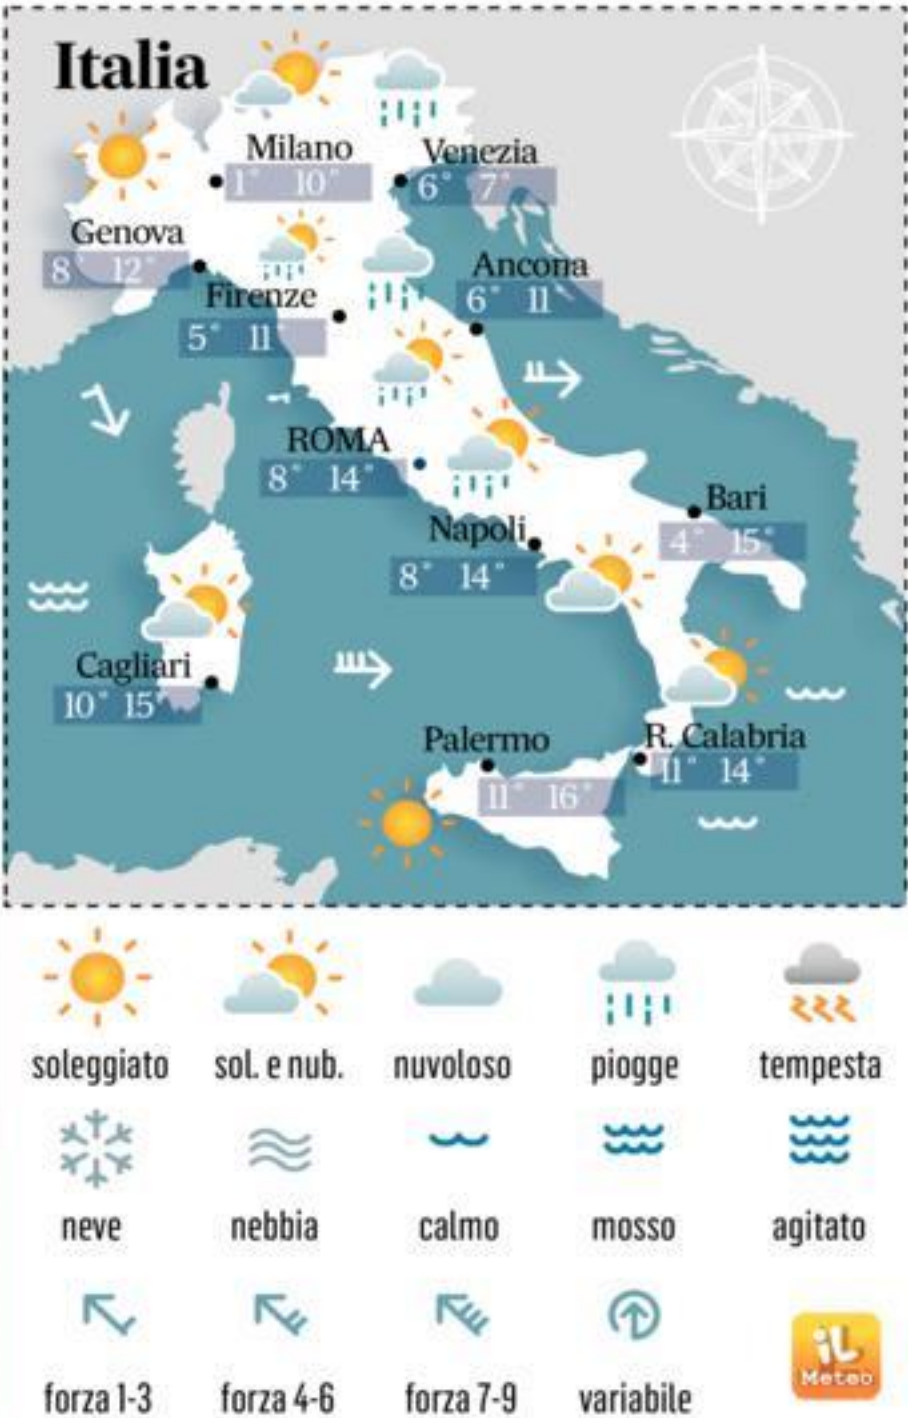 Italia
Milano
1° 10°
Venezia
6° 7°
Genova
8° 12°
Firenze
5° 11°
Ancona
6° 11°
ROMA
8° 14°
Bari
4° 15°
Napoli
8° 14°
Cagliari
10° 15°
Palermo
11° 16°
R. Calabria
11° 14°
soleggiato sol. e nub. nuvoloso piogge tempesta
neve nebbia calmo mosso agitato
iL
Meteo
forza 1-3 forza 4-6 forza 7-9 variabile